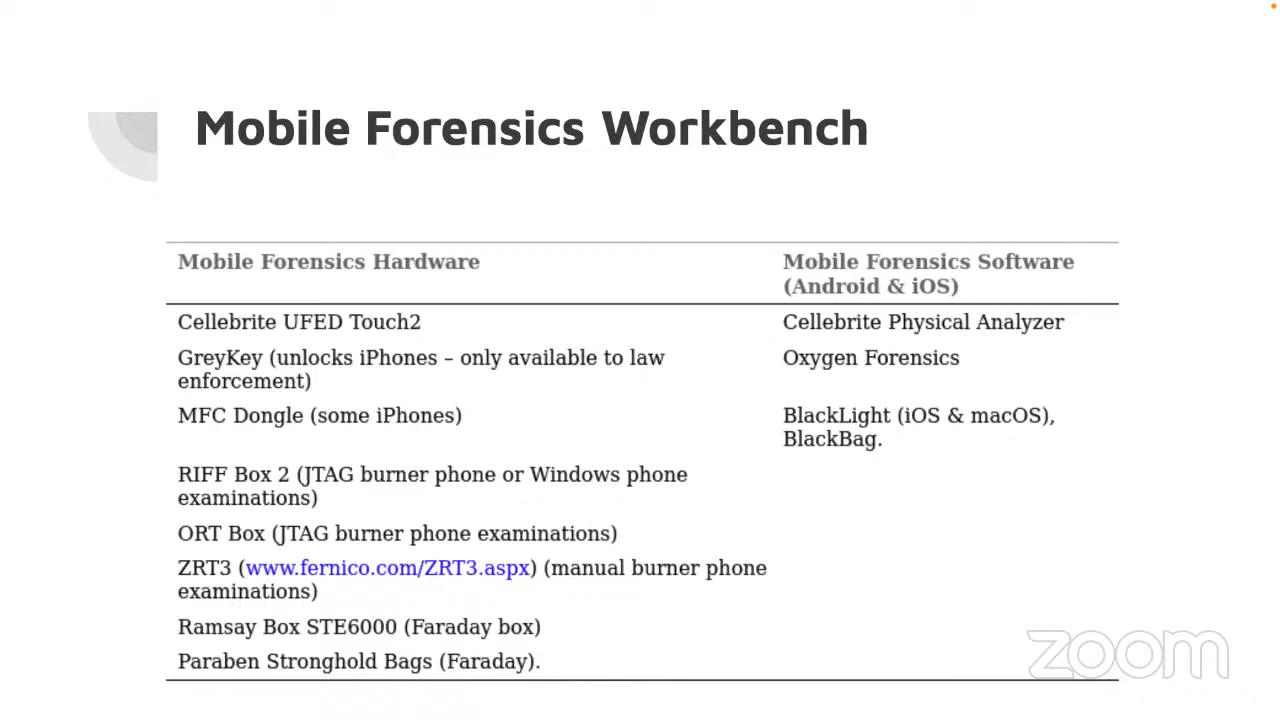 Mobile Forensics Workbench
Mobile Forensics Hardware
Mobile Forensics Software
(Android & iOS)
Cellebrite UFED Touch2
Cellebrite Physical Analyzer
GreyKey (unlocks iPhones – only available to law
enforcement)
Oxygen Forensics
MFC Dongle (some iPhones)
BlackLight (iOS & macOS),
BlackBag.
RIFF Box 2 (JTAG burner phone or Windows phone
examinations)
ORT Box (JTAG burner phone examinations)
ZRT3 (www.fernico.com/ZRT3.aspx) (manual burner phone
examinations)
Ramsay Box STE6000 (Faraday box)
Paraben Stronghold Bags (Faraday).
zoom